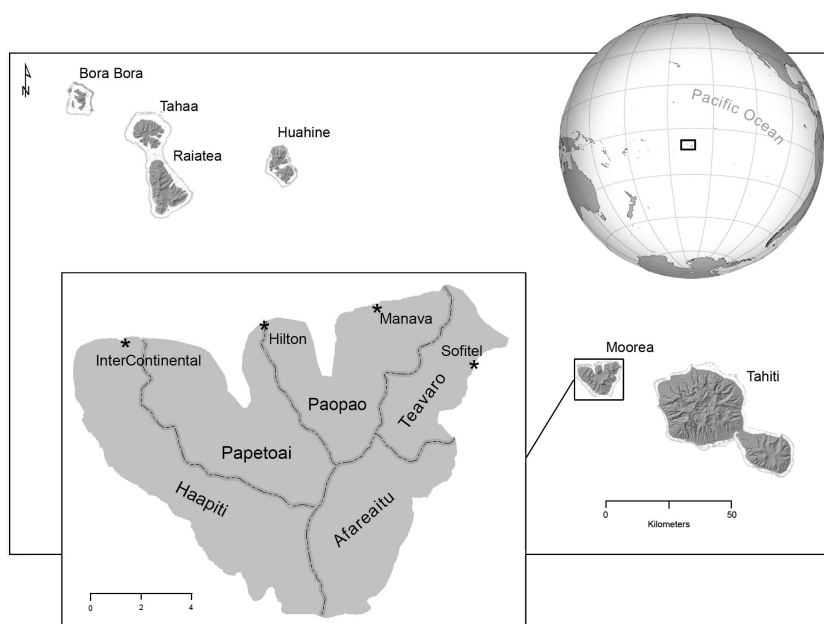 Bora Bora
N
Tahaa
Raiatea
Huahine
Pacific Ocean
Manava
Hilton
InterContinental
Sofitel
Paopao
Teavaro
Papetoai
Haapiti
Afareaitu
0 2 4
Moorea
Tahiti
0 50
Kilometers